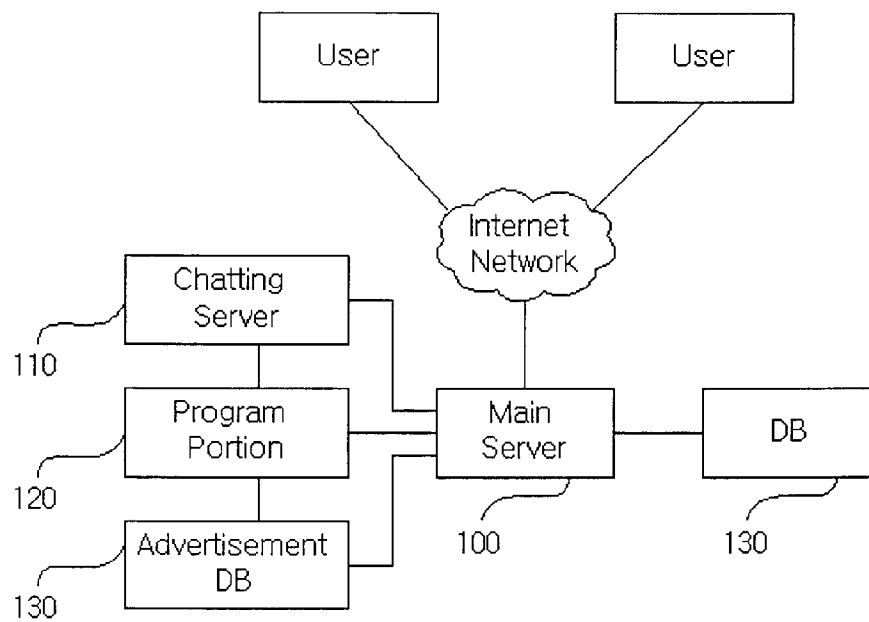 User
User
Internet
Network
Chatting
Server
110
Program
Portion
Main
Server
DB
120
100
130
Advertisement
DB
130